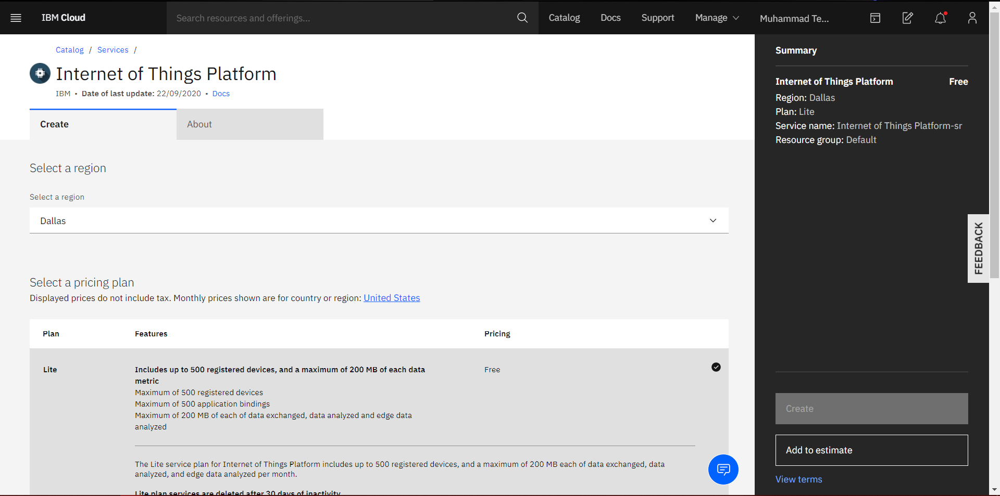 IBM Cloud
Search resources and offerings...
Catalog
Docs
Support
Manage
Muhammad Te...
Catalog / Services /
Internet of Things Platform
IBM • Date of last update: 22/09/2020 • Docs
Create
About
Select a region
Select a region
Dallas
Select a pricing plan
Displayed prices do not include tax. Monthly prices shown are for country or region: United States
Plan Features Pricing
Lite
Includes up to 500 registered devices, and a maximum of 200 MB of each data
metric
Maximum of 500 registered devices
Maximum of 500 application bindings
Maximum of 200 MB of each of data exchanged, data analyzed and edge data
analyzed
Free
The Lite service plan for Internet of Things Platform includes up to 500 registered devices, and a maximum of 200 MB each of data exchanged, data
analyzed, and edge data analyzed per month.
Lite plan services are deleted after 30 days of inactivity.
Summary
Internet of Things Platform Free
Region: Dallas
Plan: Lite
Service name: Internet of Things Platform-sr
Resource group: Default
FEEDBACK
Create
Add to estimate
View terms